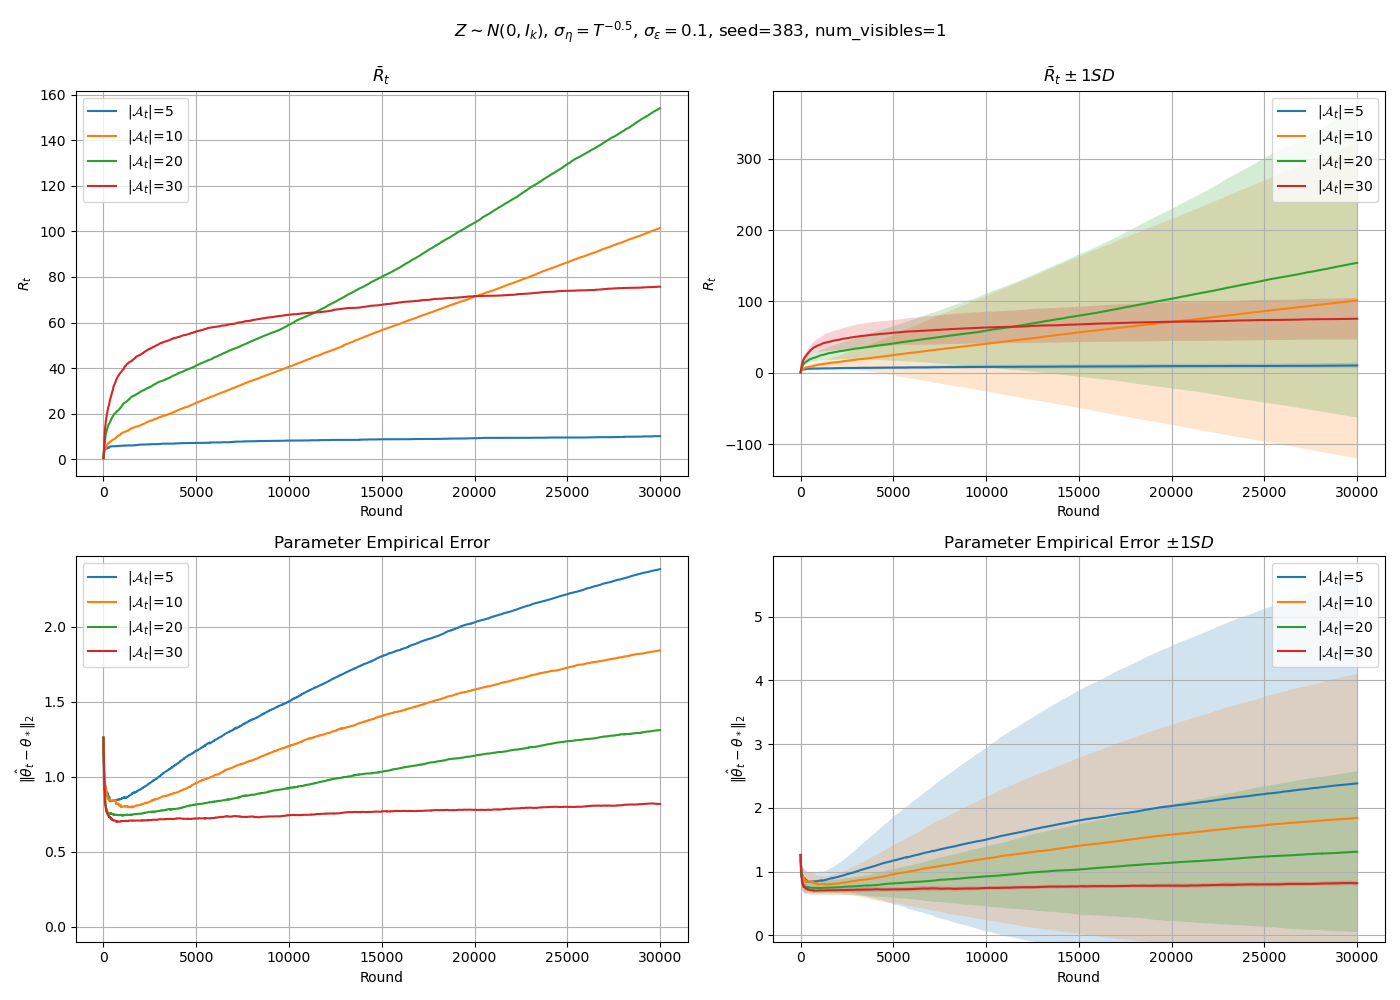 Z ∼ N(0, I_k), σ_η = T^{−0.5}, σ_ε = 0.1, seed=383, num_visibles=1
R̄_t
160
140
120
100
80
60
40
20
0
R_t
|𝒜_t|=5
|𝒜_t|=10
|𝒜_t|=20
|𝒜_t|=30
0 5000 10000 15000 20000 25000 30000
Round
R̄_t ± 1SD
300
200
100
0
−100
R_t
|𝒜_t|=5
|𝒜_t|=10
|𝒜_t|=20
|𝒜_t|=30
0 5000 10000 15000 20000 25000 30000
Round
Parameter Empirical Error
2.0
1.5
1.0
0.5
0.0
‖θ̂_t − θ_*‖_2
|𝒜_t|=5
|𝒜_t|=10
|𝒜_t|=20
|𝒜_t|=30
0 5000 10000 15000 20000 25000 30000
Round
Parameter Empirical Error ±1SD
5
4
3
2
1
0
‖θ̂_t − θ_*‖_2
|𝒜_t|=5
|𝒜_t|=10
|𝒜_t|=20
|𝒜_t|=30
0 5000 10000 15000 20000 25000 30000
Round